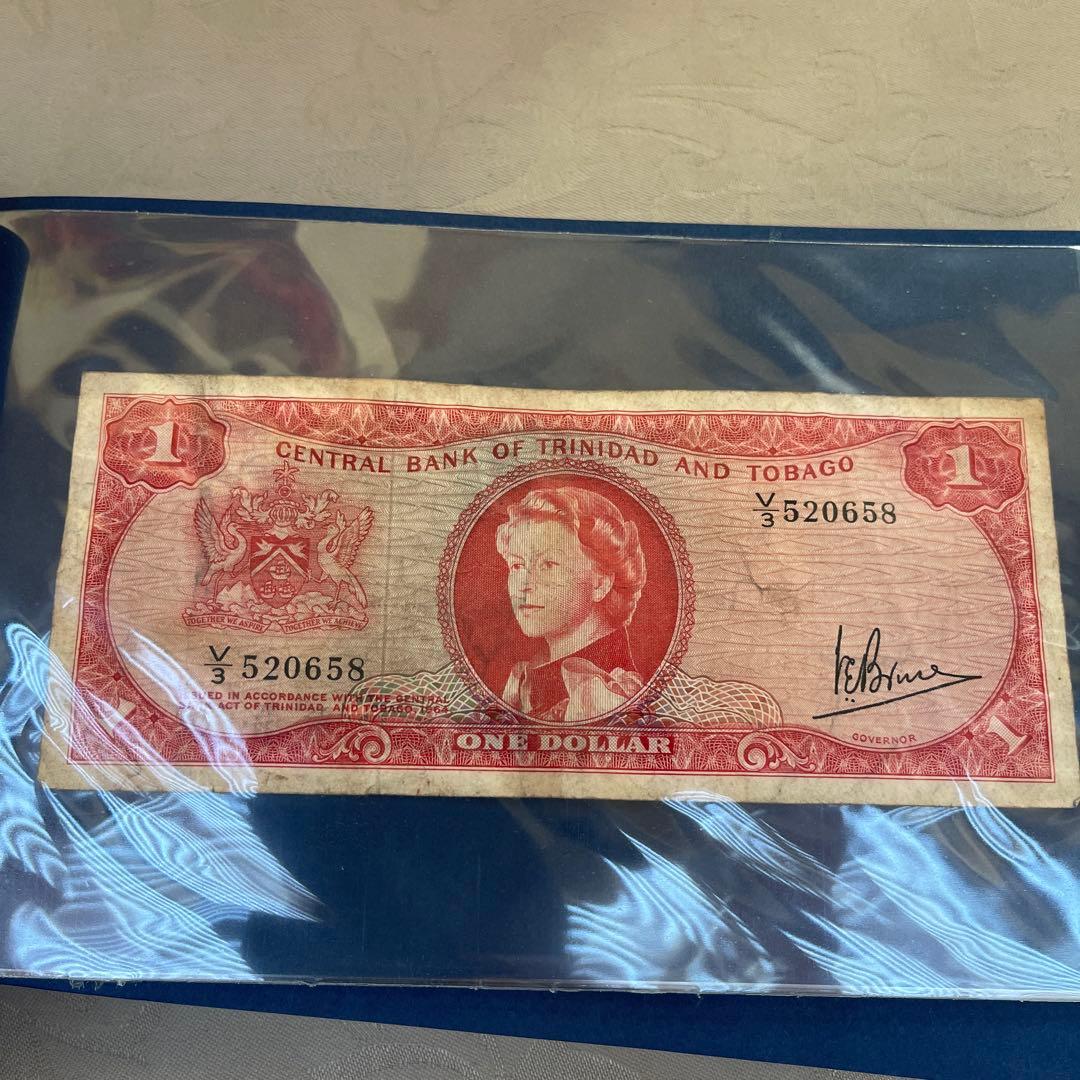 1
1
CENTRAL BANK OF TRINIDAD AND TOBAGO
V/3 520658
TOGETHER WE ASPIRE TOGETHER WE ACHIEVE
V/3 520658
ISSUED IN ACCORDANCE WITH THE CENTRAL
BANK ACT OF TRINIDAD AND TOBAGO, 1964
GOVERNOR
1
1
ONE DOLLAR